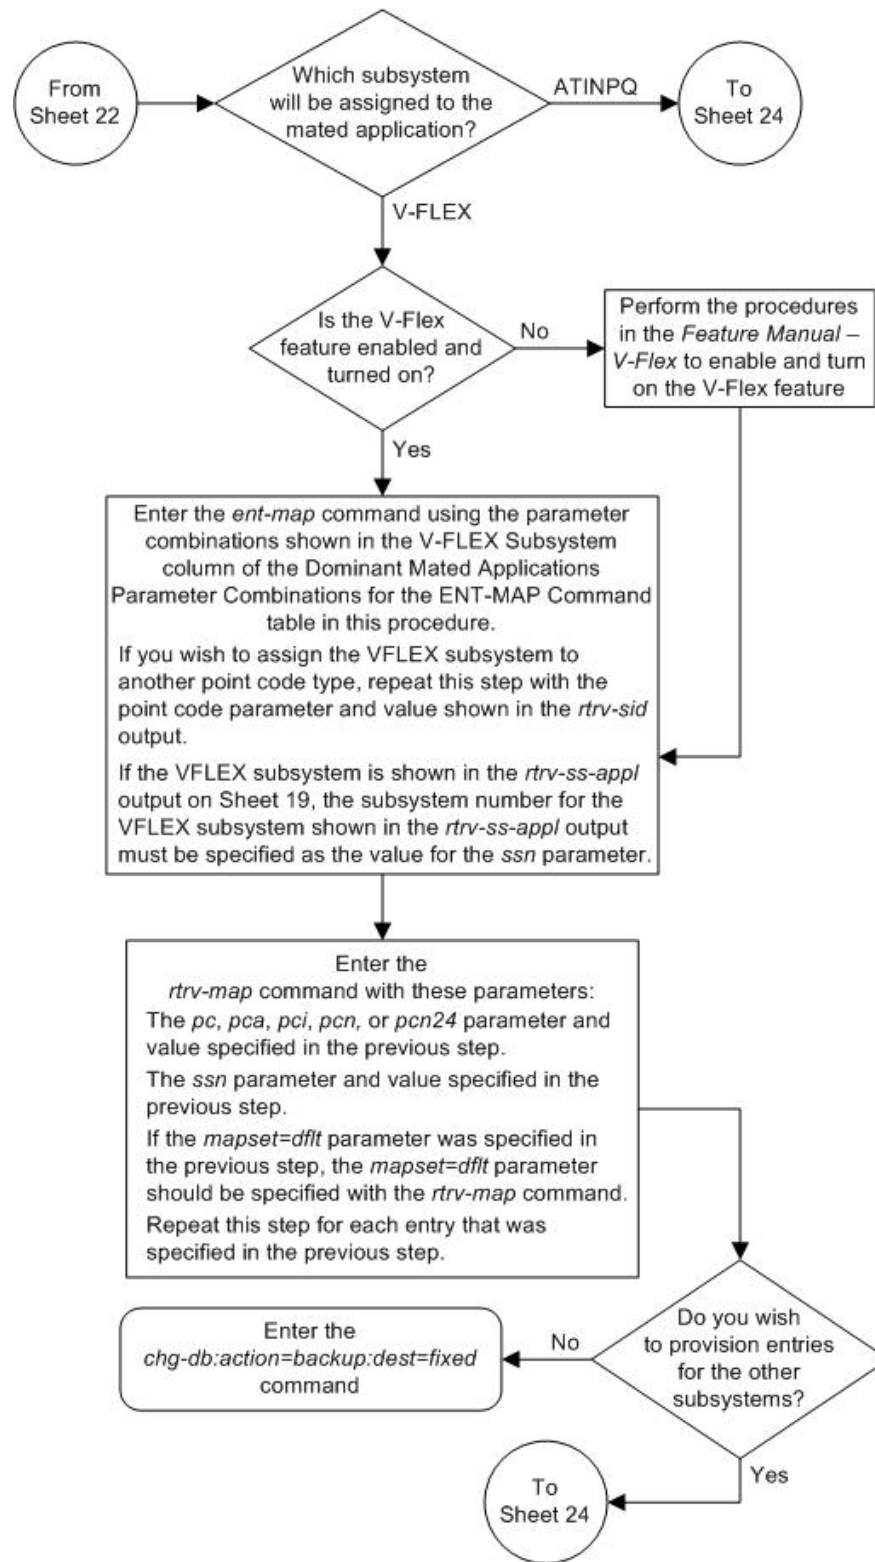 From
Sheet 22
Which subsystem
will be assigned to the
mated application?
ATINPQ
To
Sheet 24
V-FLEX
Is the V-Flex
feature enabled and
turned on?
No
Perform the procedures
in the Feature Manual –
V-Flex to enable and turn
on the V-Flex feature
Yes
Enter the ent-map command using the parameter
combinations shown in the V-FLEX Subsystem
column of the Dominant Mated Applications
Parameter Combinations for the ENT-MAP Command
table in this procedure.
If you wish to assign the VFLEX subsystem to
another point code type, repeat this step with the
point code parameter and value shown in the rtrv-sid
output.
If the VFLEX subsystem is shown in the rtrv-ss-appl
output on Sheet 19, the subsystem number for the
VFLEX subsystem shown in the rtrv-ss-appl output
must be specified as the value for the ssn parameter.
Enter the
rtrv-map command with these parameters:
The pc, pca, pci, pcn, or pcn24 parameter and
value specified in the previous step.
The ssn parameter and value specified in the
previous step.
If the mapset=dflt parameter was specified in
the previous step, the mapset=dflt parameter
should be specified with the rtrv-map command.
Repeat this step for each entry that was
specified in the previous step.
Do you wish
to provision entries
for the other
subsystems?
No
Enter the
chg-db:action=backup:dest=fixed
command
Yes
To
Sheet 24